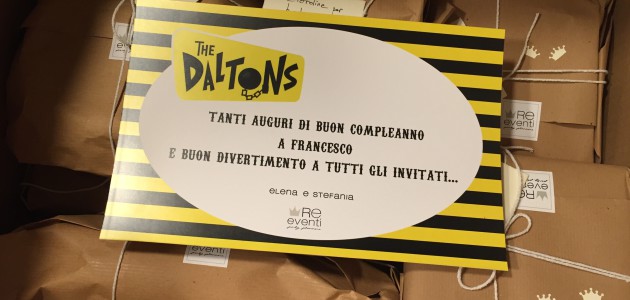 THE
DALTONS
TANTI AUGURI DI BUON COMPLEANNO
A FRANCESCO
E BUON DIVERTIMENTO A TUTTI GLI INVITATI...
ELENA E STEFANIA
Re
eventi
Re
eventi
Re
eventi
Re
eventi